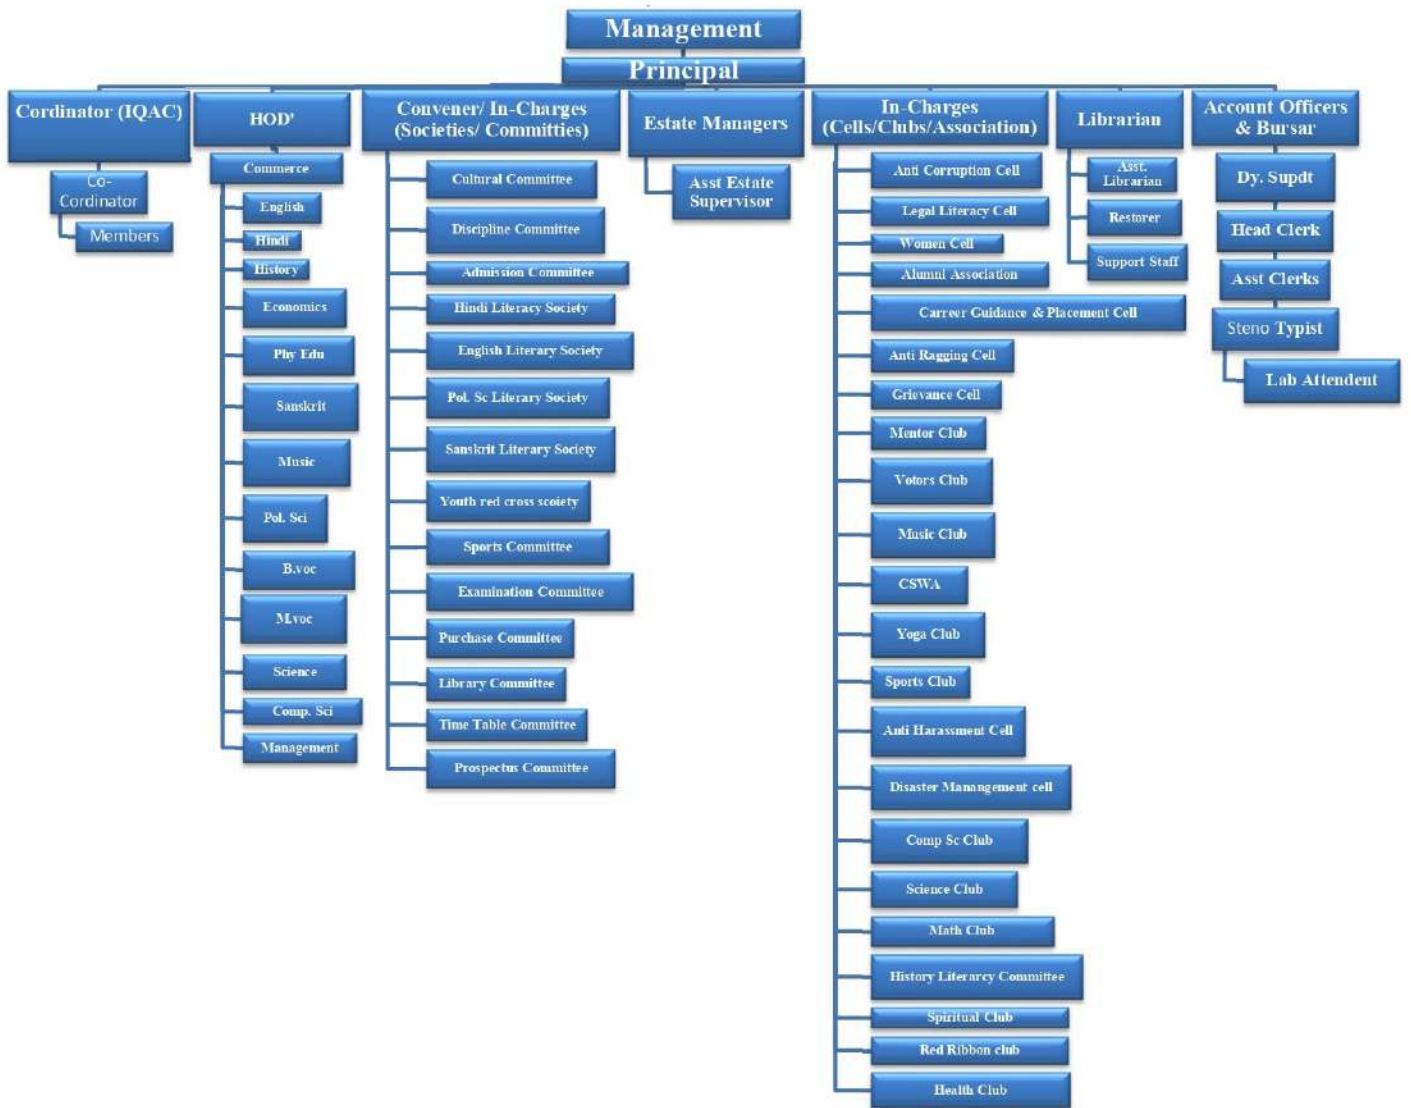 Management
Principal
Cordinator (IQAC)
Co-
Cordinator
Members
HOD'
Commerce
English
Hindi
History
Economics
Phy Edu
Sanskrit
Music
Pol. Sci
B.voc
M.voc
Science
Comp. Sci
Management
Convener/ In-Charges
(Societies/ Committies)
Cultural Committee
Discipline Committee
Admission Committee
Hindi Literacy Society
English Literary Society
Pol. Sc Literary Society
Sanskrit Literary Society
Youth red cross scoiety
Sports Committee
Examination Committee
Purchase Committee
Library Committee
Time Table Committee
Prospectus Committee
Estate Managers
Asst Estate
Supervisor
In-Charges
(Cells/Clubs/Association)
Anti Corruption Cell
Legal Literacy Cell
Women Cell
Alumni Association
Carreer Guidance & Placement Cell
Anti Ragging Cell
Grievance Cell
Mentor Club
Votors Club
Music Club
CSWA
Yoga Club
Sports Club
Anti Harassment Cell
Disaster Manangement cell
Comp Sc Club
Science Club
Math Club
History Literarcy Committee
Spiritual Club
Red Ribbon club
Health Club
Librarian
Asst.
Librarian
Restorer
Support Staff
Account Officers
& Bursar
Dy. Supdt
Head Clerk
Asst Clerks
Steno Typist
Lab Attendent